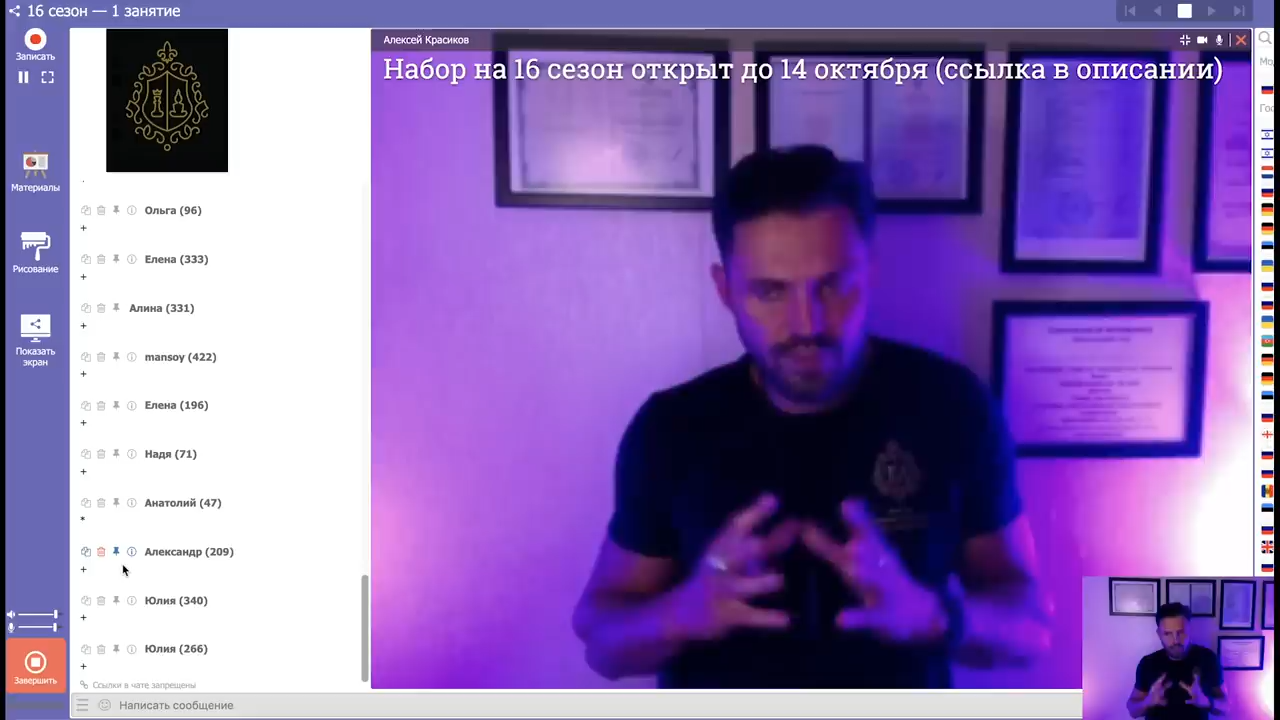 16 сезон — 1 занятие
Записать
Материалы
Рисование
Показать
экран
Завершить
Ольга (96)
+
Елена (333)
+
Алина (331)
+
mansoy (422)
+
Елена (196)
+
Надя (71)
+
Анатолий (47)
*
Александр (209)
+
Юлия (340)
+
Юлия (266)
+
Ссылки в чате запрещены
Написать сообщение
Алексей Красиков
Набор на 16 сезон открыт до 14 октября (ссылка в описании)
Мо
Гос